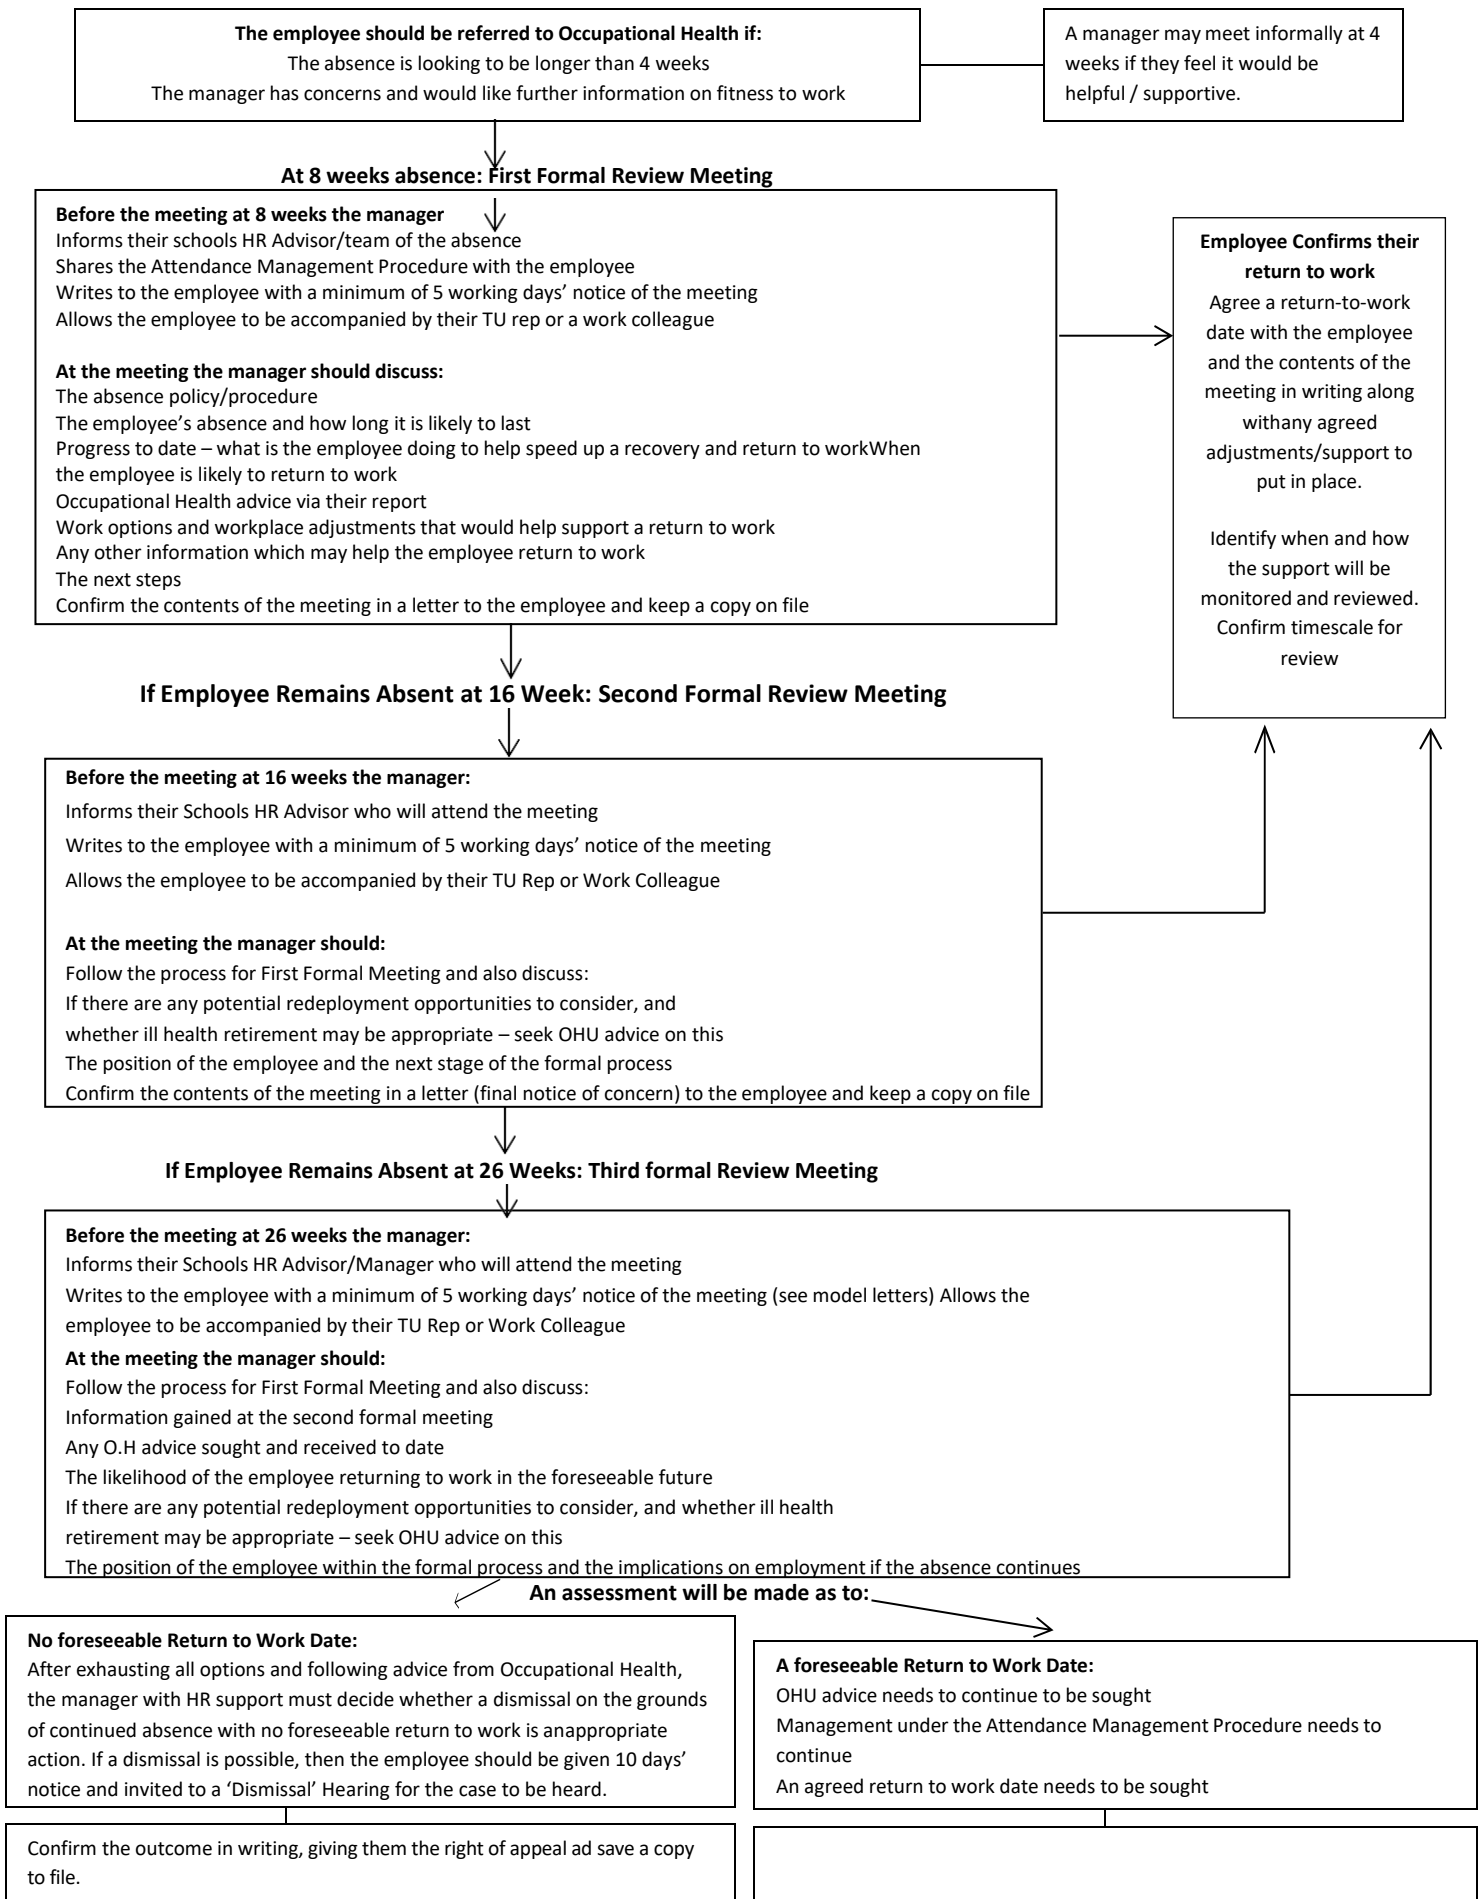 The employee should be referred to Occupational Health if:
The absence is looking to be longer than 4 weeks
The manager has concerns and would like further information on fitness to work
A manager may meet informally at 4
weeks if they feel it would be
helpful / supportive.
At 8 weeks absence: First Formal Review Meeting
Before the meeting at 8 weeks the manager
Informs their schools HR Advisor/team of the absence
Shares the Attendance Management Procedure with the employee
Writes to the employee with a minimum of 5 working days’ notice of the meeting
Allows the employee to be accompanied by their TU rep or a work colleague
At the meeting the manager should discuss:
The absence policy/procedure
The employee’s absence and how long it is likely to last
Progress to date – what is the employee doing to help speed up a recovery and return to workWhen
the employee is likely to return to work
Occupational Health advice via their report
Work options and workplace adjustments that would help support a return to work
Any other information which may help the employee return to work
The next steps
Confirm the contents of the meeting in a letter to the employee and keep a copy on file
Employee Confirms their
return to work
Agree a return-to-work
date with the employee
and the contents of the
meeting in writing along
withany agreed
adjustments/support to
put in place.
Identify when and how
the support will be
monitored and reviewed.
Confirm timescale for
review
If Employee Remains Absent at 16 Week: Second Formal Review Meeting
Before the meeting at 16 weeks the manager:
Informs their Schools HR Advisor who will attend the meeting
Writes to the employee with a minimum of 5 working days’ notice of the meeting
Allows the employee to be accompanied by their TU Rep or Work Colleague
At the meeting the manager should:
Follow the process for First Formal Meeting and also discuss:
If there are any potential redeployment opportunities to consider, and
whether ill health retirement may be appropriate – seek OHU advice on this
The position of the employee and the next stage of the formal process
Confirm the contents of the meeting in a letter (final notice of concern) to the employee and keep a copy on file
If Employee Remains Absent at 26 Weeks: Third formal Review Meeting
Before the meeting at 26 weeks the manager:
Informs their Schools HR Advisor/Manager who will attend the meeting
Writes to the employee with a minimum of 5 working days’ notice of the meeting (see model letters) Allows the
employee to be accompanied by their TU Rep or Work Colleague
At the meeting the manager should:
Follow the process for First Formal Meeting and also discuss:
Information gained at the second formal meeting
Any O.H advice sought and received to date
The likelihood of the employee returning to work in the foreseeable future
If there are any potential redeployment opportunities to consider, and whether ill health
retirement may be appropriate – seek OHU advice on this
The position of the employee within the formal process and the implications on employment if the absence continues
An assessment will be made as to:
No foreseeable Return to Work Date:
After exhausting all options and following advice from Occupational Health,
the manager with HR support must decide whether a dismissal on the grounds
of continued absence with no foreseeable return to work is anappropriate
action. If a dismissal is possible, then the employee should be given 10 days’
notice and invited to a ‘Dismissal’ Hearing for the case to be heard.
A foreseeable Return to Work Date:
OHU advice needs to continue to be sought
Management under the Attendance Management Procedure needs to
continue
An agreed return to work date needs to be sought
Confirm the outcome in writing, giving them the right of appeal ad save a copy
to file.